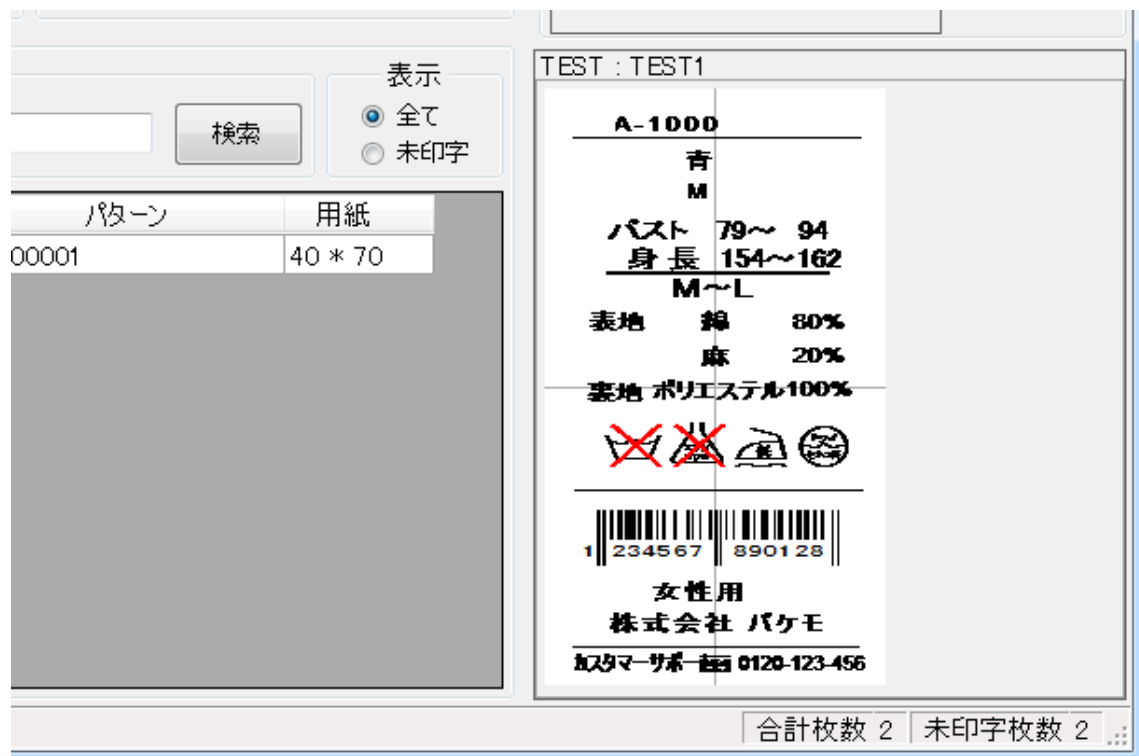 表示
全て
未印字
検索
パターン 用紙
00001 40 * 70
TEST : TEST1
A-1000
青
M
バスト 79～ 94
身長 154～162
M～L
表地 綿 80%
麻 20%
裏地 ポリエステル100%
1 234567 890128
女性用
株式会社 パケモ
カスタマーサポート 0120-123-456
合計枚数 2 未印字枚数 2